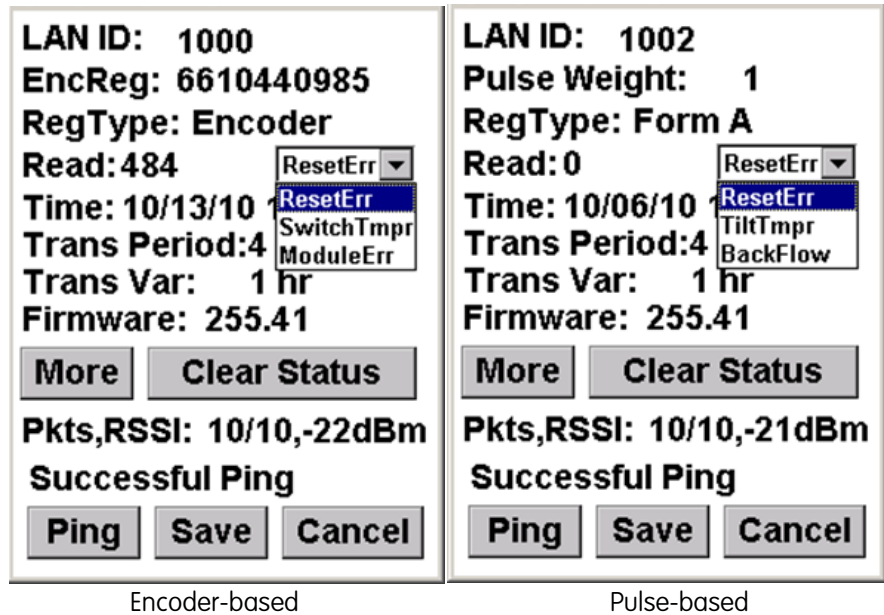 LAN ID: 1000
EncReg: 6610440985
RegType: Encoder
Read: 484 ResetErr
ResetErr
SwitchTmpr
ModuleErr
Time: 10/13/10
Trans Period:4
Trans Var: 1 hr
Firmware: 255.41
More Clear Status
Pkts,RSSI: 10/10,-22dBm
Successful Ping
Ping Save Cancel
Encoder-based
LAN ID: 1002
Pulse Weight: 1
RegType: Form A
Read: 0 ResetErr
ResetErr
TiltTmpr
BackFlow
Time: 10/06/10
Trans Period:4
Trans Var: 1 hr
Firmware: 255.41
More Clear Status
Pkts,RSSI: 10/10,-21dBm
Successful Ping
Ping Save Cancel
Pulse-based